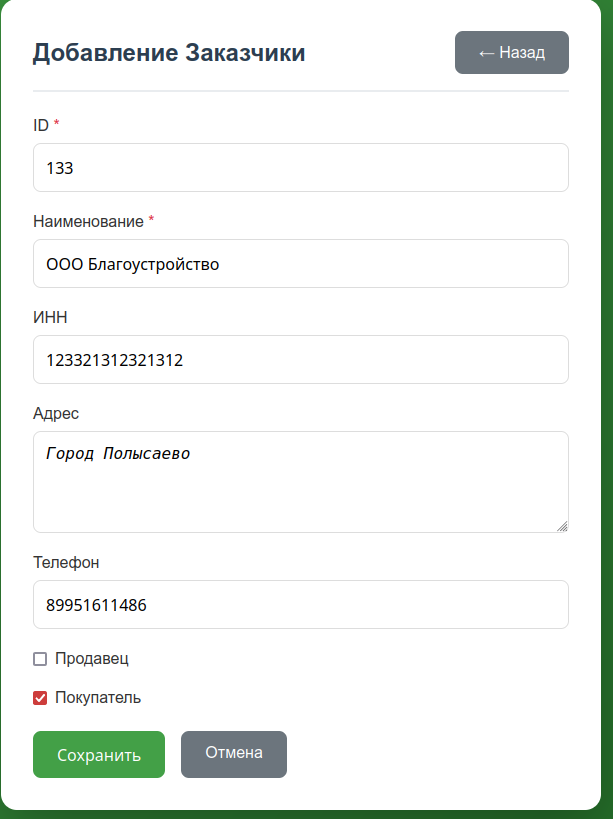 Добавление Заказчики
← Назад
ID *
133
Наименование *
ООО Благоустройство
ИНН
123321312321312
Адрес
Город Полысаево
Телефон
89951611486
Продавец
Покупатель
Сохранить
Отмена